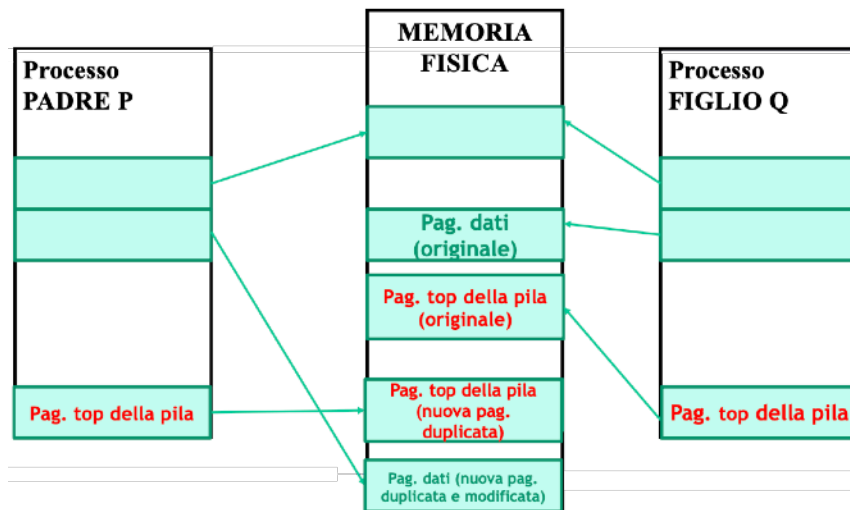 Processo
PADRE P
Pag. top della pila
MEMORIA
FISICA
Pag. dati
(originale)
Pag. top della pila
(originale)
Pag. top della pila
(nuova pag.
duplicata)
Pag. dati (nuova pag.
duplicata e modificata)
Processo
FIGLIO Q
Pag. top della pila